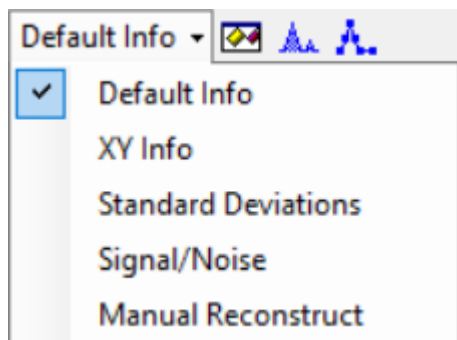 Default Info
Default Info
XY Info
Standard Deviations
Signal/Noise
Manual Reconstruct